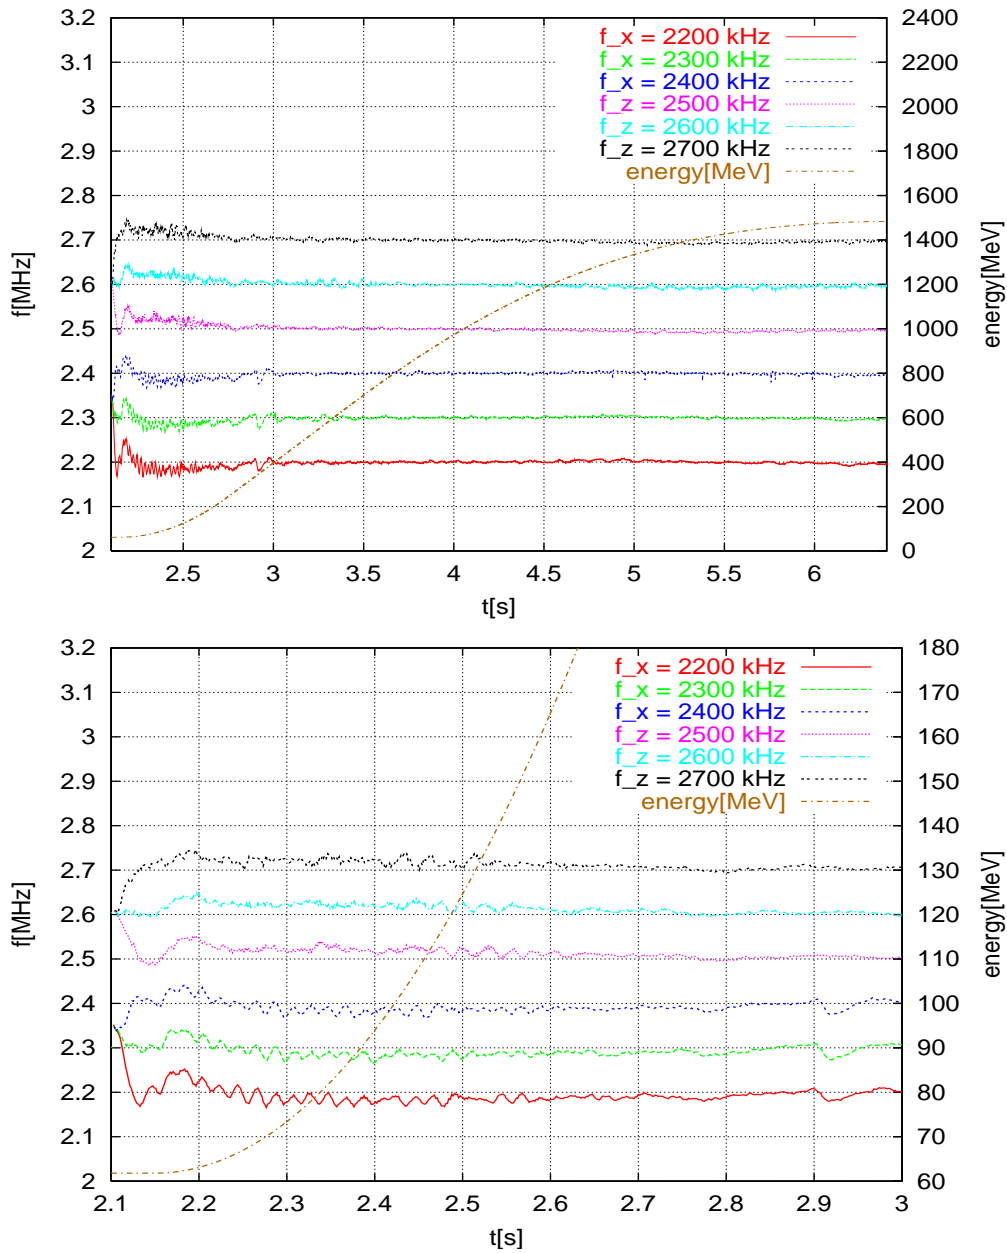 3.2
3.1
3
2.9
2.8
2.7
2.6
2.5
2.4
2.3
2.2
2.1
2
f[MHz]
f_x = 2200 kHz
f_x = 2300 kHz
f_x = 2400 kHz
f_z = 2500 kHz
f_z = 2600 kHz
f_z = 2700 kHz
energy[MeV]
2400
2200
2000
1800
1600
1400
1200
1000
800
600
400
200
0
energy[MeV]
2.5 3 3.5 4 4.5 5 5.5 6
t[s]
3.2
3.1
3
2.9
2.8
2.7
2.6
2.5
2.4
2.3
2.2
2.1
2
f[MHz]
f_x = 2200 kHz
f_x = 2300 kHz
f_x = 2400 kHz
f_z = 2500 kHz
f_z = 2600 kHz
f_z = 2700 kHz
energy[MeV]
180
170
160
150
140
130
120
110
100
90
80
70
60
energy[MeV]
2.1 2.2 2.3 2.4 2.5 2.6 2.7 2.8 2.9 3
t[s]